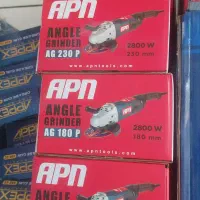 APN
ANGLE
GRINDER
AG 230 P
2800 W
230 mm
www.apntools.com
APN
ANGLE
GRINDER
AG 180 P
2800 W
180 mm
www.apntools.com
APN
ANGLE
APEX